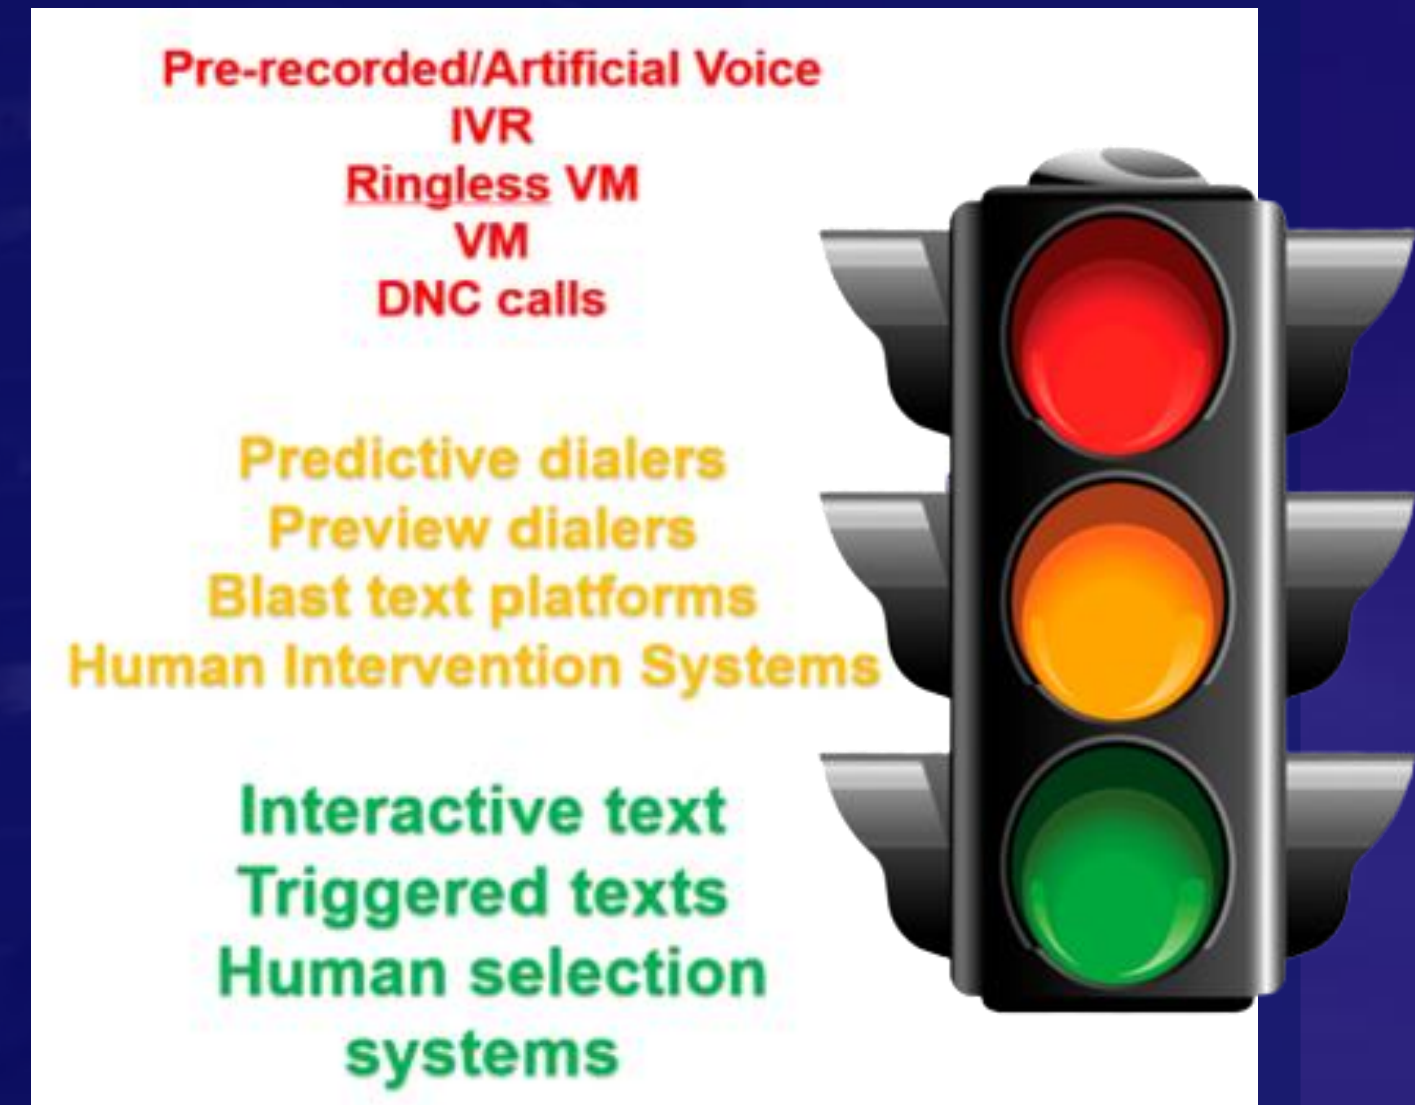 Pre-recorded/Artificial Voice
IVR
Ringless VM
VM
DNC calls
Predictive dialers
Preview dialers
Blast text platforms
Human Intervention Systems
Interactive text
Triggered texts
Human selection
systems